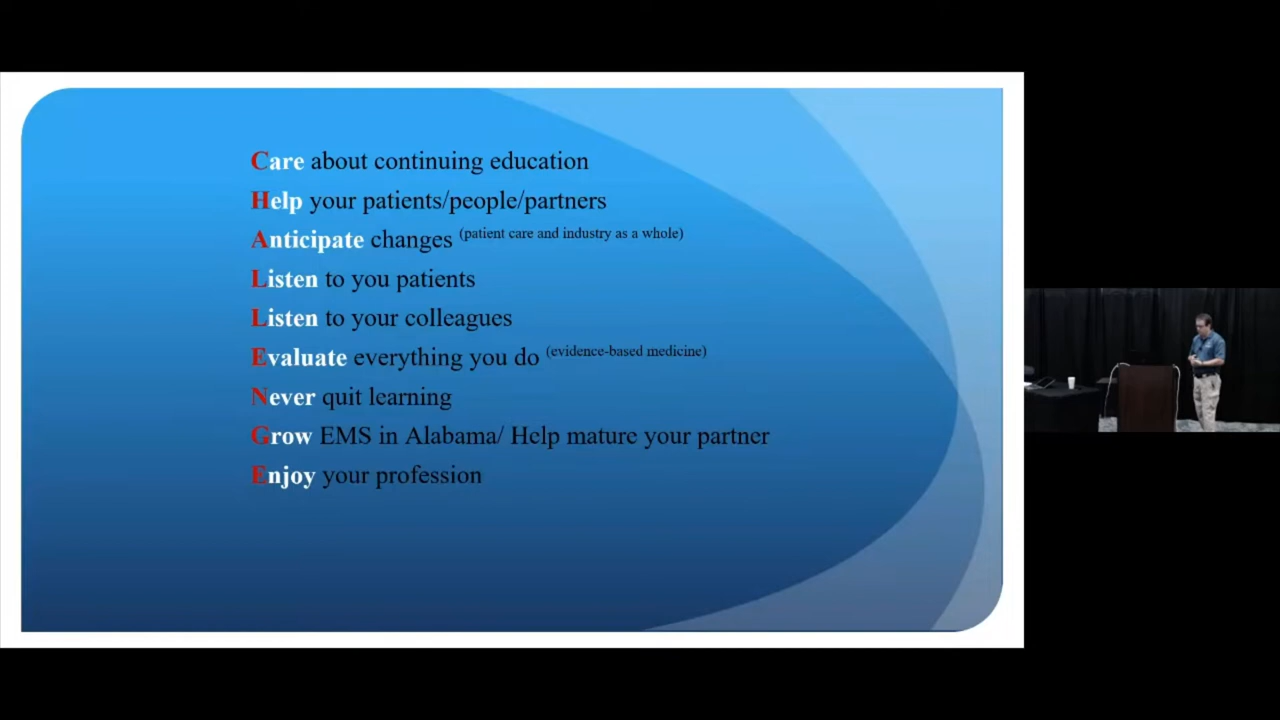 Care about continuing education
Help your patients/people/partners
Anticipate changes (patient care and industry as a whole)
Listen to you patients
Listen to your colleagues
Evaluate everything you do (evidence-based medicine)
Never quit learning
Grow EMS in Alabama/ Help mature your partner
Enjoy your profession